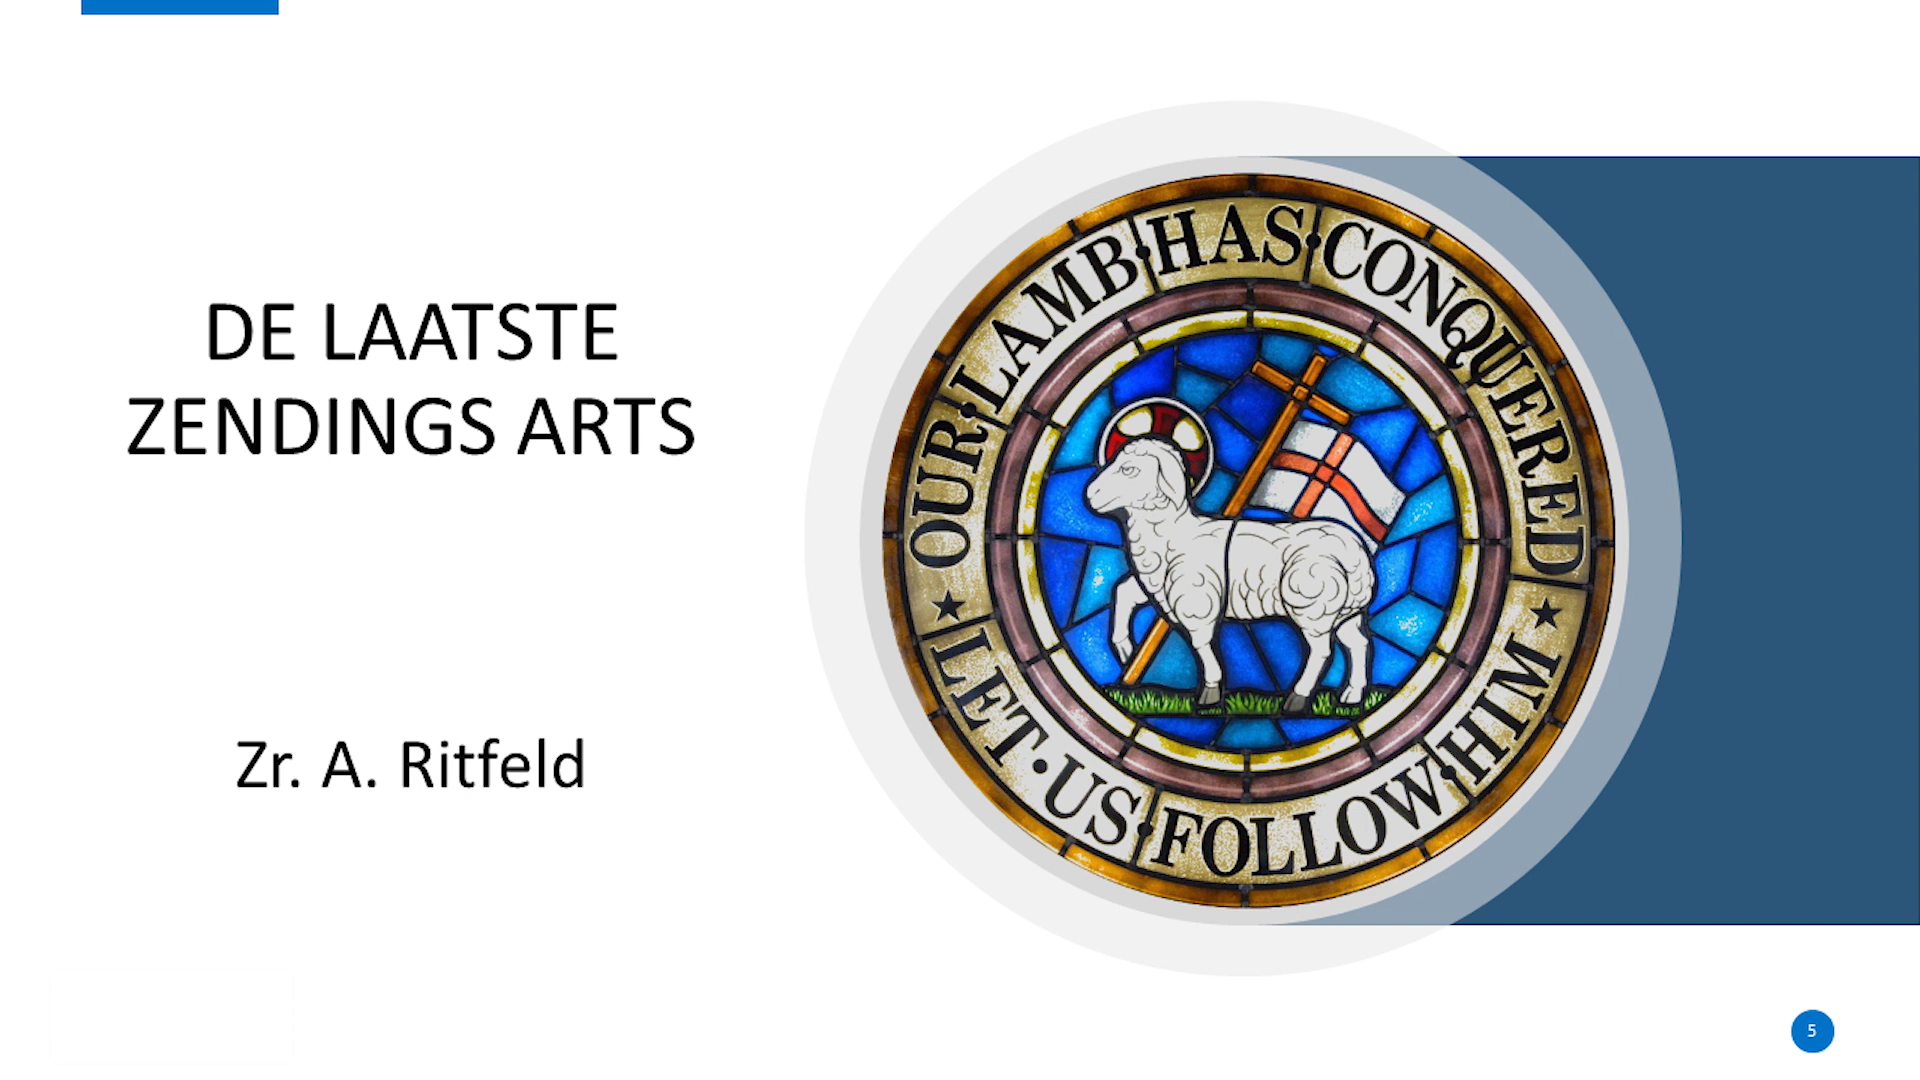 DE LAATSTE
ZENDINGS ARTS
Zr. A. Ritfeld
OUR·LAMB·HAS·CONQUERED
★ LET·US·FOLLOW·HIM ★
5